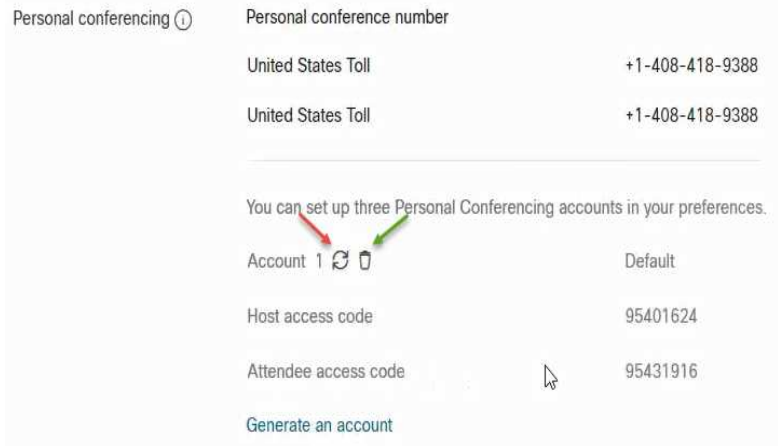 Personal conferencing Personal conference number
United States Toll +1-408-418-9388
United States Toll +1-408-418-9388
You can set up three Personal Conferencing accounts in your preferences.
Account 1 Default
Host access code 95401624
Attendee access code 95431916
Generate an account